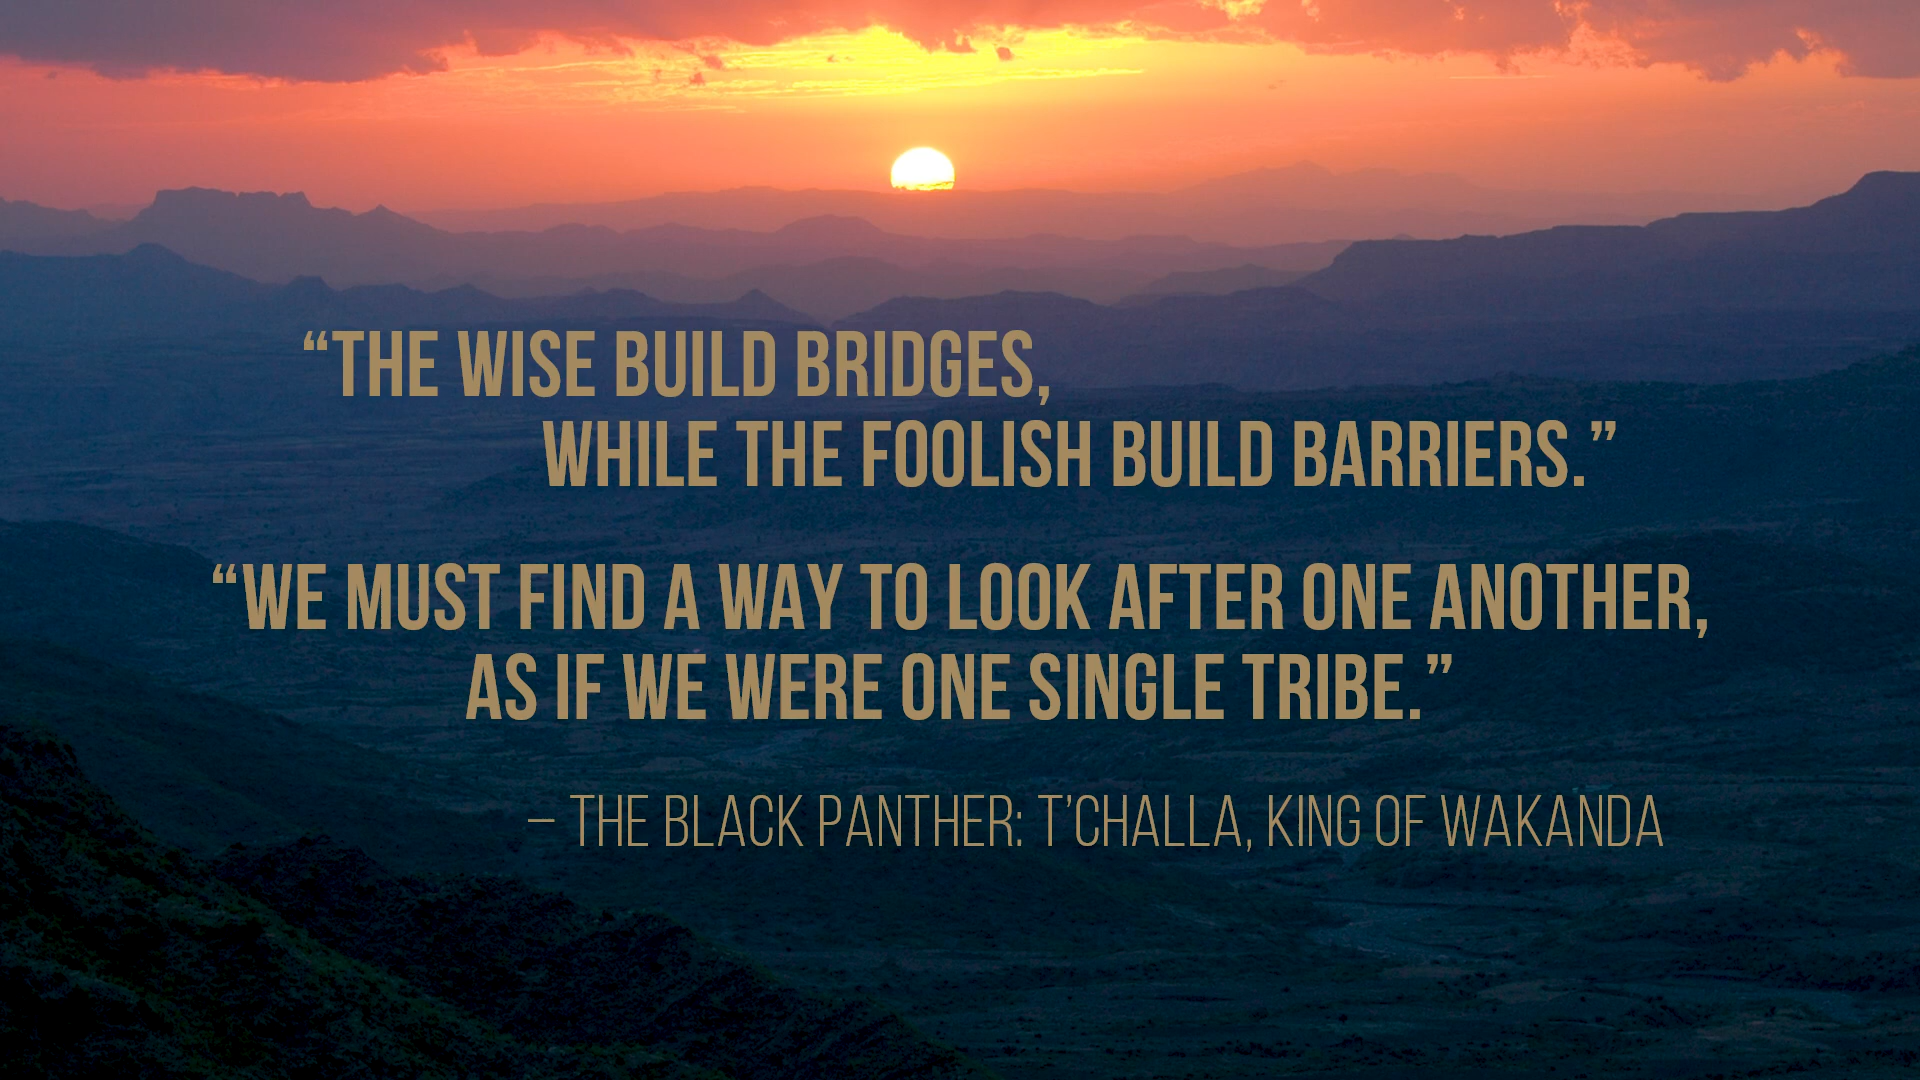 “THE WISE BUILD BRIDGES,
WHILE THE FOOLISH BUILD BARRIERS.”
“WE MUST FIND A WAY TO LOOK AFTER ONE ANOTHER,
AS IF WE WERE ONE SINGLE TRIBE.”
– THE BLACK PANTHER: T’CHALLA, KING OF WAKANDA